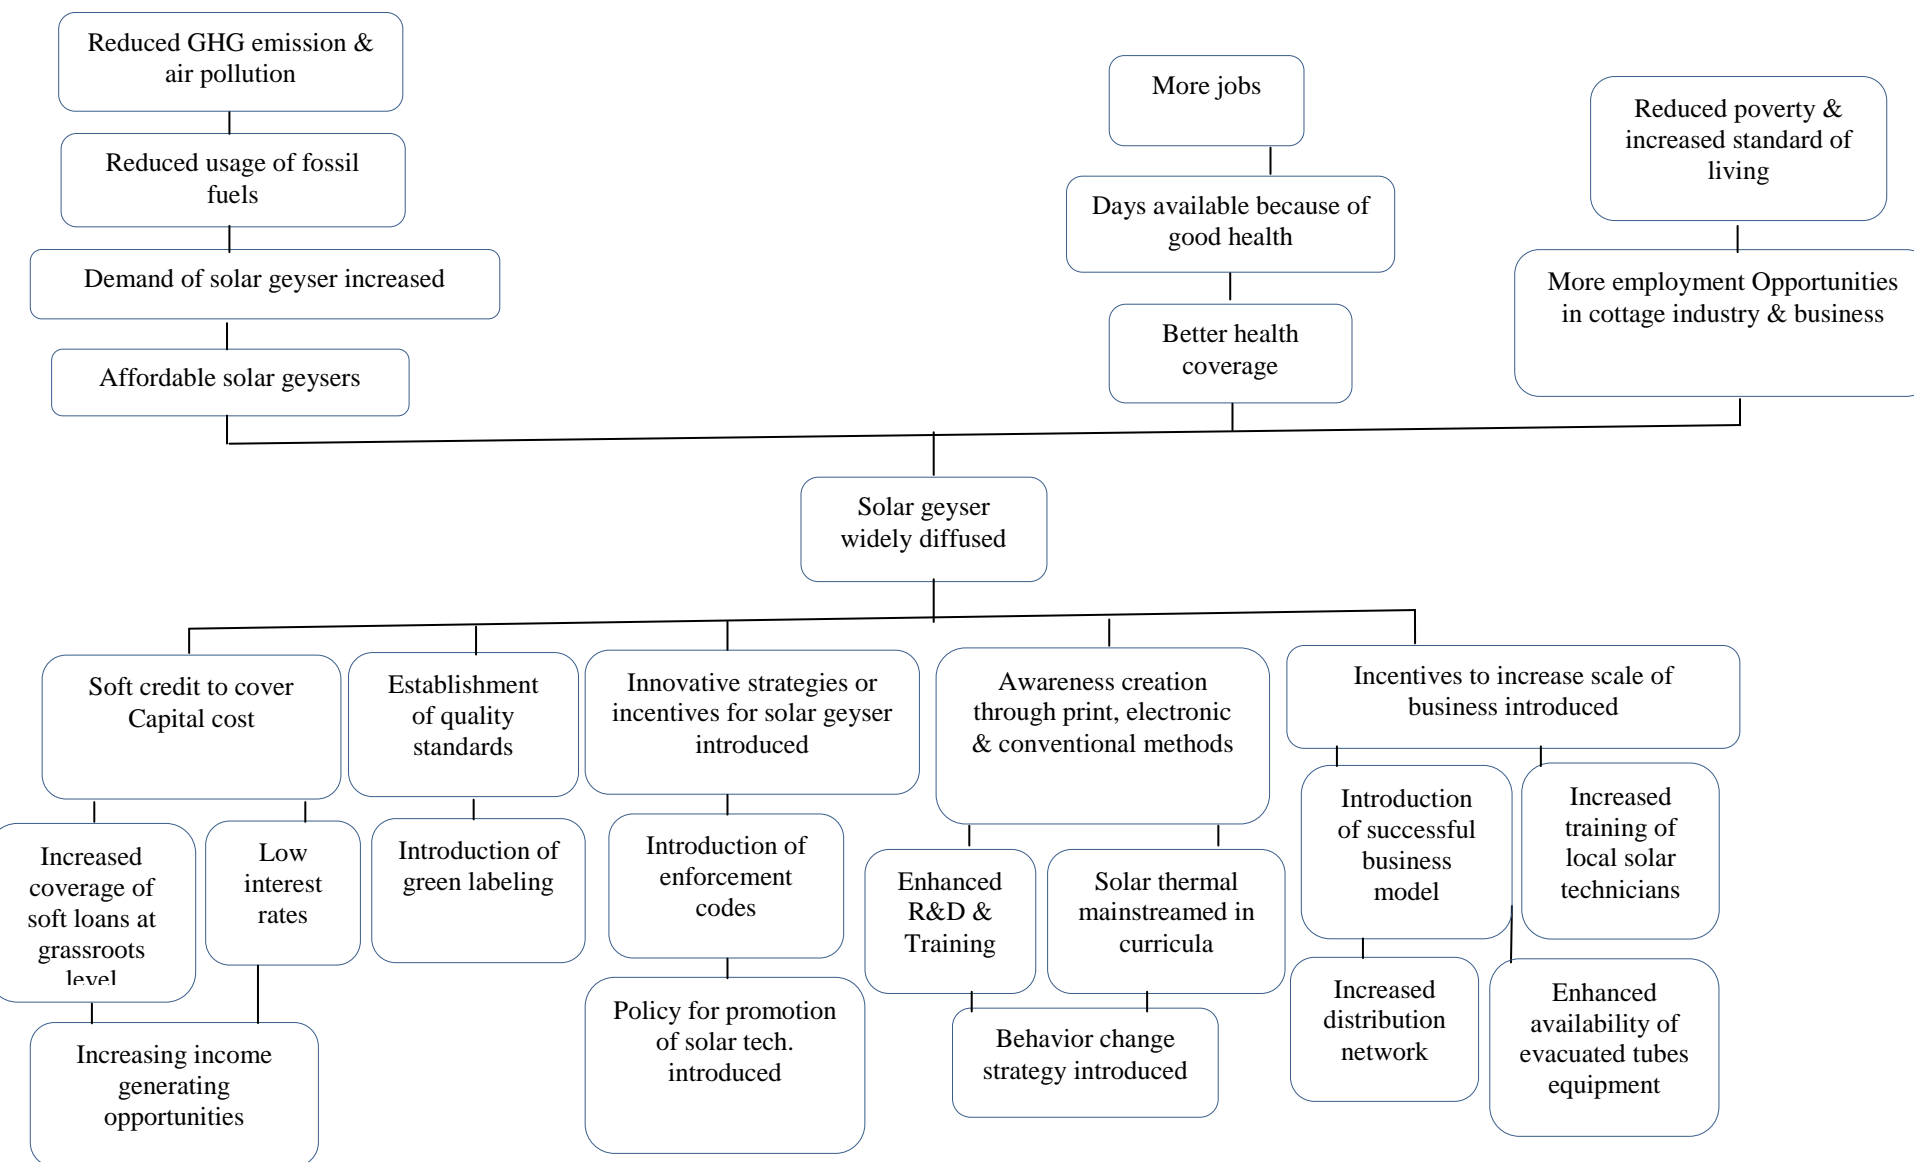 Reduced GHG emission &
air pollution
More jobs
Reduced poverty &
increased standard of
living
Reduced usage of fossil
fuels
Days available because of
good health
Demand of solar geyser increased
More employment Opportunities
in cottage industry & business
Better health
coverage
Affordable solar geysers
Solar geyser
widely diffused
Soft credit to cover
Capital cost
Establishment
of quality
standards
Innovative strategies or
incentives for solar geyser
introduced
Awareness creation
through print, electronic
& conventional methods
Incentives to increase scale of
business introduced
Increased
coverage of
soft loans at
grassroots
level
Low
interest
rates
Introduction of
green labeling
Introduction of
enforcement
codes
Enhanced
R&D &
Training
Solar thermal
mainstreamed in
curricula
Introduction
of successful
business
model
Increased
training of
local solar
technicians
Increasing income
generating
opportunities
Policy for promotion
of solar tech.
introduced
Behavior change
strategy introduced
Increased
distribution
network
Enhanced
availability of
evacuated tubes
equipment